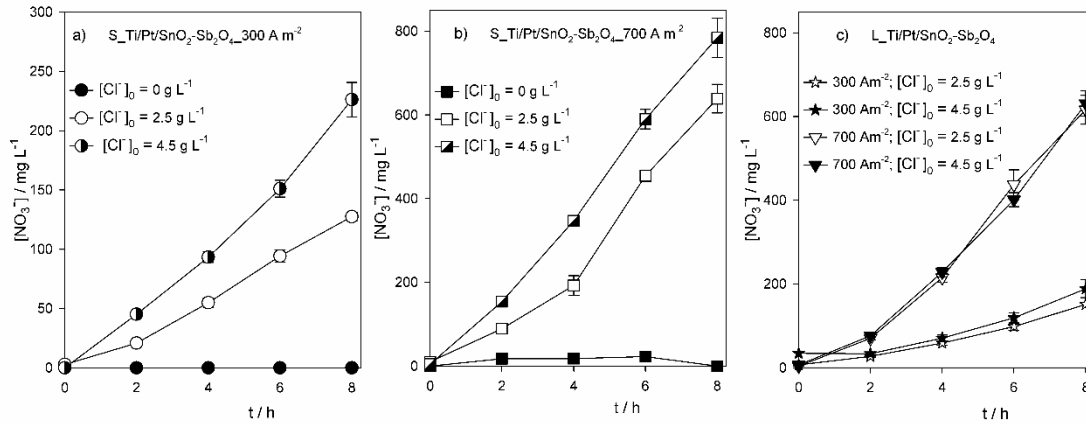 a) S_Ti/Pt/SnO₂-Sb₂O₄_300 A m⁻²
[Cl⁻]₀ = 0 g L⁻¹
[Cl⁻]₀ = 2.5 g L⁻¹
[Cl⁻]₀ = 4.5 g L⁻¹
[NO₃⁻] / mg L⁻¹
300
250
200
150
100
50
0
0 2 4 6 8
t / h
b) S_Ti/Pt/SnO₂-Sb₂O₄_700 A m²
[Cl⁻]₀ = 0 g L⁻¹
[Cl⁻]₀ = 2.5 g L⁻¹
[Cl⁻]₀ = 4.5 g L⁻¹
[NO₃⁻] / mg L⁻¹
800
600
400
200
0
0 2 4 6 8
t / h
c) L_Ti/Pt/SnO₂-Sb₂O₄
300 Am⁻²; [Cl⁻]₀ = 2.5 g L⁻¹
300 Am⁻²; [Cl⁻]₀ = 4.5 g L⁻¹
700 Am⁻²; [Cl⁻]₀ = 2.5 g L⁻¹
700 Am⁻²; [Cl⁻]₀ = 4.5 g L⁻¹
[NO₃⁻] / mg L⁻¹
800
600
400
200
0
0 2 4 6 8
t / h